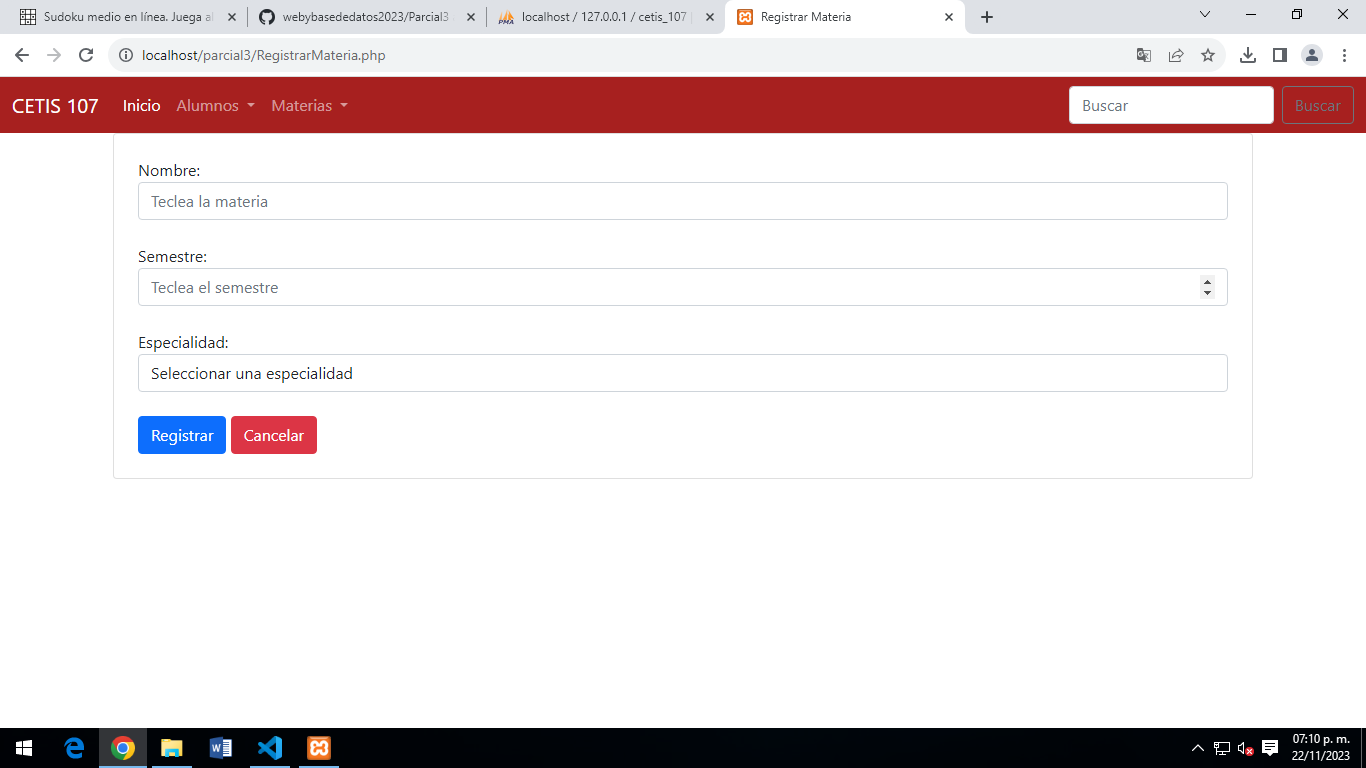 Sudoku medio en línea. Juega al
webybasededatos2023/Parcial3
localhost / 127.0.0.1 / cetis_107 |
Registrar Materia
localhost/parcial3/RegistrarMateria.php
CETIS 107 Inicio Alumnos Materias Buscar Buscar
Nombre:
Teclea la materia
Semestre:
Teclea el semestre
Especialidad:
Seleccionar una especialidad
Registrar Cancelar
07:10 p. m.
22/11/2023